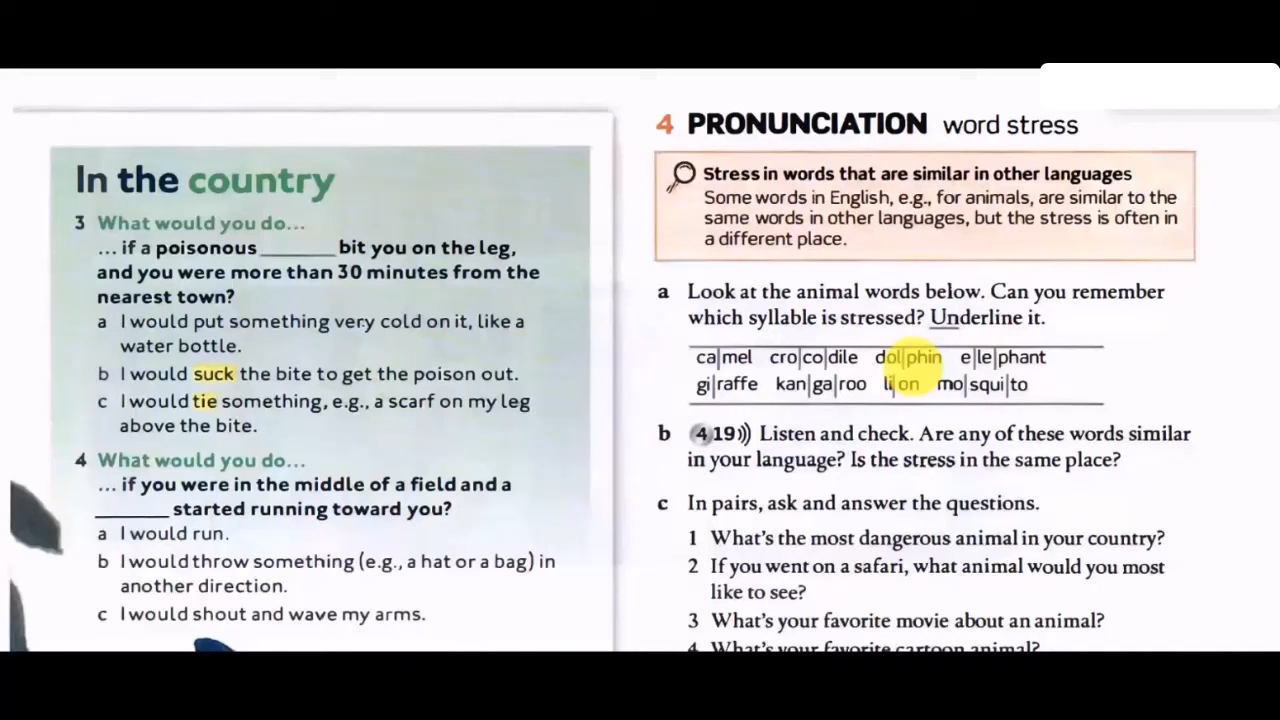 In the country
3 What would you do...
... if a poisonous ______ bit you on the leg,
and you were more than 30 minutes from the
nearest town?
a I would put something very cold on it, like a
water bottle.
b I would suck the bite to get the poison out.
c I would tie something, e.g., a scarf on my leg
above the bite.
4 What would you do...
... if you were in the middle of a field and a
______ started running toward you?
a I would run.
b I would throw something (e.g., a hat or a bag) in
another direction.
c I would shout and wave my arms.
4 PRONUNCIATION word stress
Stress in words that are similar in other languages
Some words in English, e.g., for animals, are similar to the
same words in other languages, but the stress is often in
a different place.
a Look at the animal words below. Can you remember
which syllable is stressed? Underline it.
ca|mel cro|co|dile dol|phin e|le|phant
gi|raffe kan|ga|roo li|on mo|squi|to
b 4 19))) Listen and check. Are any of these words similar
in your language? Is the stress in the same place?
c In pairs, ask and answer the questions.
1 What's the most dangerous animal in your country?
2 If you went on a safari, what animal would you most
like to see?
3 What's your favorite movie about an animal?
4 What's your favorite cartoon animal?